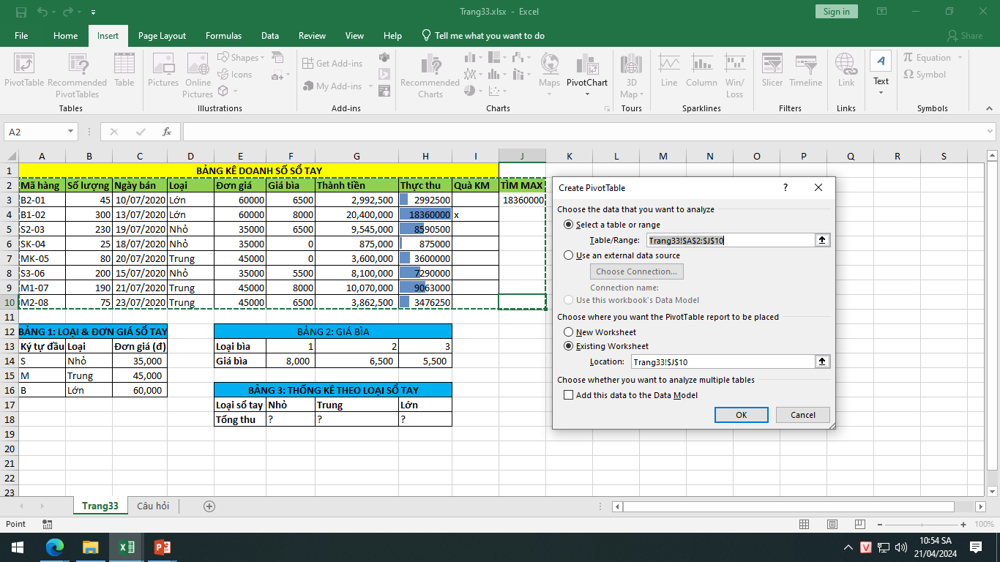 Trang33.xlsx - Excel
Sign in
File Home Insert Page Layout Formulas Data Review View Help Tell me what you want to do Share
PivotTable
Recommended PivotTables
Table
Tables
Pictures
Online Pictures
Shapes
Icons
Illustrations
Get Add-ins
My Add-ins
Add-ins
Recommended Charts
Maps
PivotChart
Charts
3D Map
Tours
Line
Column
Win/Loss
Sparklines
Slicer
Timeline
Filters
Link
Links
Text
Equation
Symbol
Symbols
A2
fx
A B C D E F G H I J K L M N O P Q R S
1 BẢNG KÊ DOANH SỐ SỔ TAY
2 Mã hàng Số lượng Ngày bán Loại Đơn giá Giá bìa Thành tiền Thực thu Quà KM TÌM MAX
3 B2-01 45 10/07/2020 Lớn 60000 6500 2,992,500 2992500 18360000
4 B1-02 300 13/07/2020 Lớn 60000 8000 20,400,000 18360000 x
5 S2-03 230 19/07/2020 Nhỏ 35000 6500 9,545,000 8590500
6 SK-04 25 18/07/2020 Nhỏ 35000 0 875,000 875000
7 MK-05 80 20/07/2020 Trung 45000 0 3,600,000 3600000
8 S3-06 200 15/07/2020 Nhỏ 35000 5500 8,100,000 7290000
9 M1-07 190 21/07/2020 Trung 45000 8000 10,070,000 9063000
10 M2-08 75 23/07/2020 Trung 45000 6500 3,862,500 3476250
11
12 BẢNG 1: LOẠI & ĐƠN GIÁ SỔ TAY BẢNG 2: GIÁ BÌA
13 Ký tự đầu Loại Đơn giá (đ) Loại bìa 1 2 3
14 S Nhỏ 35,000 Giá bìa 8,000 6,500 5,500
15 M Trung 45,000
16 B Lớn 60,000 BẢNG 3: THỐNG KÊ THEO LOẠI SỔ TAY
17 Loại sổ tay Nhỏ Trung Lớn
18 Tổng thu ? ? ?
19
20
21
22
23
Create PivotTable ?
Choose the data that you want to analyze
Select a table or range
Table/Range: Trang33!$A$2:$J$10
Use an external data source
Choose Connection...
Connection name:
Use this workbook's Data Model
Choose where you want the PivotTable report to be placed
New Worksheet
Existing Worksheet
Location: Trang33!$J$10
Choose whether you want to analyze multiple tables
Add this data to the Data Model
OK Cancel
Trang33 Câu hỏi
Point
100%
10:54 SA
21/04/2024